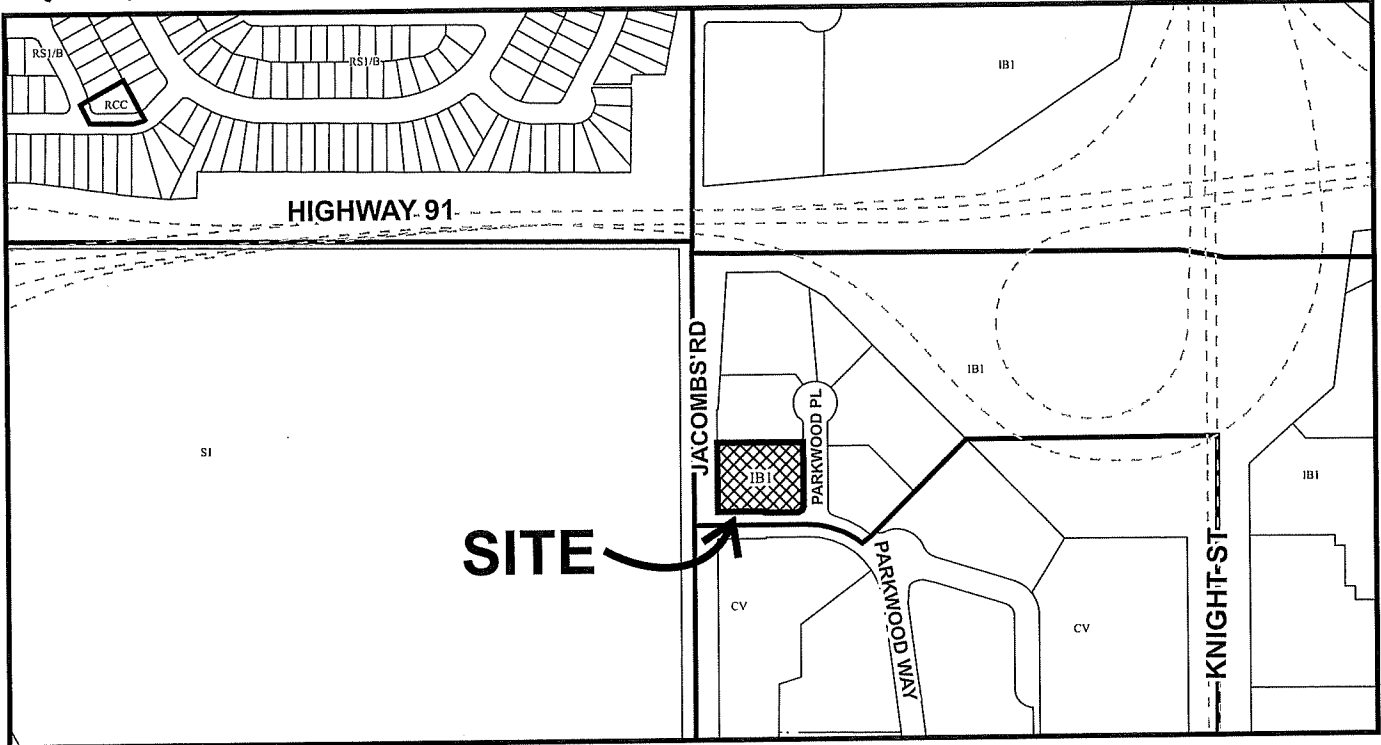 RS1/B
RS1/B
RCC
IB1
HIGHWAY 91
JACOMBS RD
IB1
PARKWOOD PL
S1
IB1
IB1
SITE
PARKWOOD WAY
KNIGHT ST
CV
CV